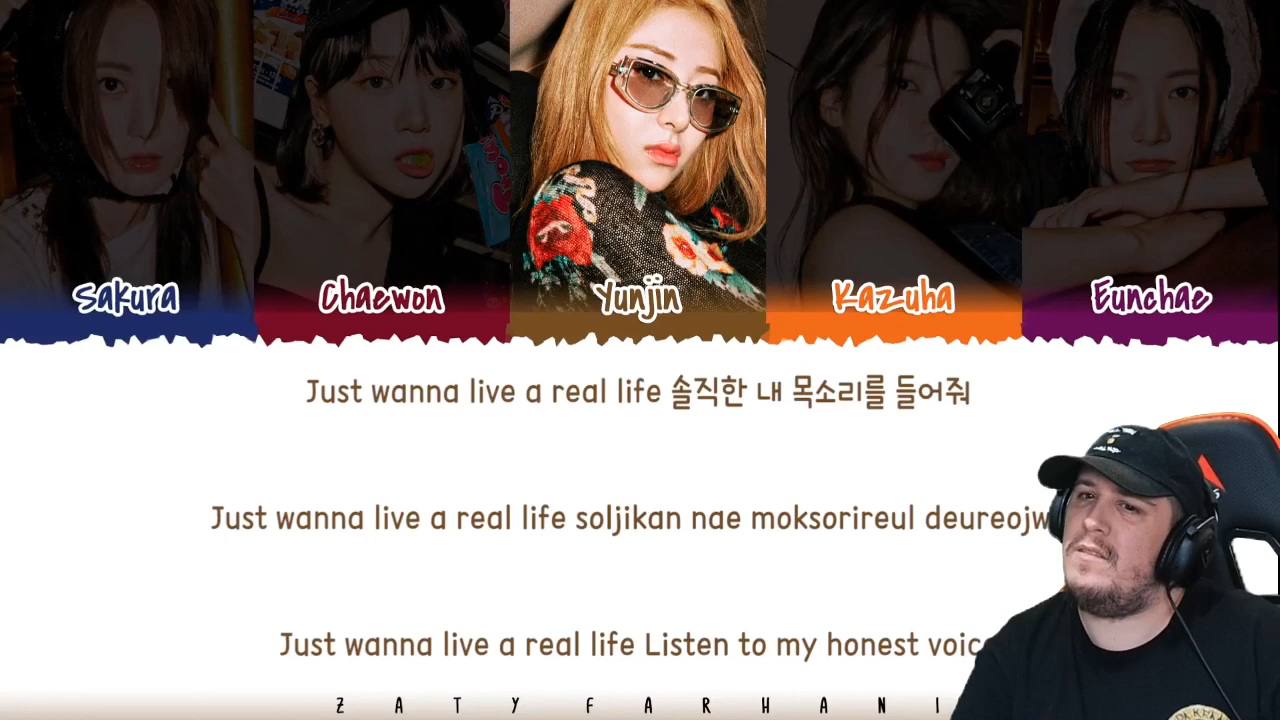 Sakura
Chaewon
Yunjin
Kazuha
Eunchae
Just wanna live a real life 솔직한 내 목소리를 들어줘
Just wanna live a real life soljikan nae moksorireul deureojw
Just wanna live a real life Listen to my honest voic
ZATY FARHANI